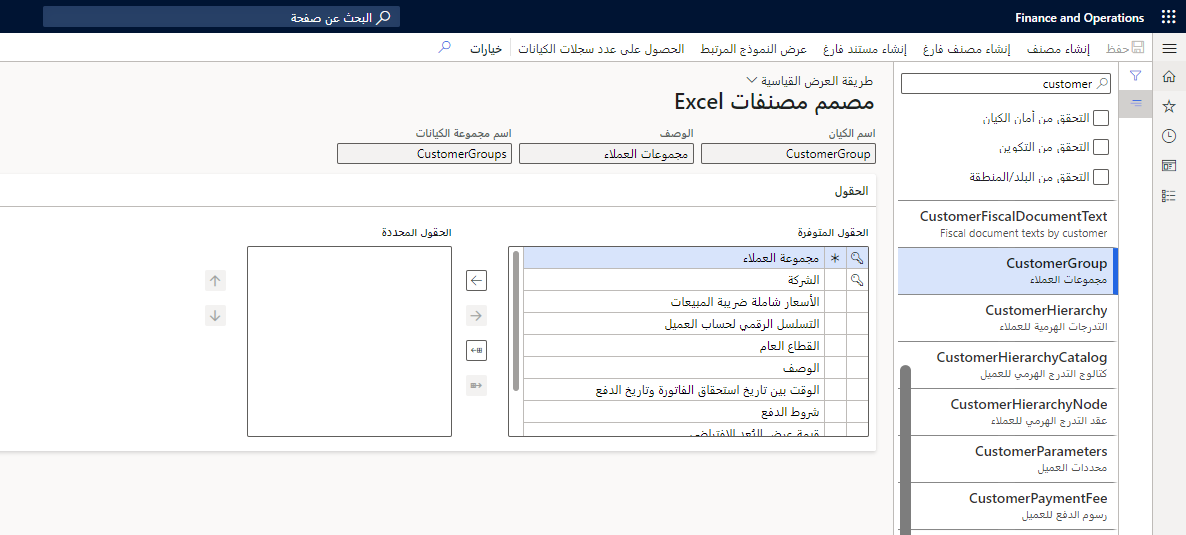 Finance and Operations
البحث عن صفحة
حفظ
إنشاء مصنف
إنشاء مصنف فارغ
إنشاء مستند فارغ
عرض النموذج المرتبط
الحصول على عدد سجلات الكيانات
خيارات
customer
التحقق من أمان الكيان
التحقق من التكوين
التحقق من البلد/المنطقة
CustomerFiscalDocumentText
Fiscal document texts by customer
CustomerGroup
مجموعات العملاء
CustomerHierarchy
التدرجات الهرمية للعملاء
CustomerHierarchyCatalog
كتالوج التدرج الهرمي للعميل
CustomerHierarchyNode
عقد التدرج الهرمي للعملاء
CustomerParameters
محددات العميل
CustomerPaymentFee
رسوم الدفع للعميل
طريقة العرض القياسية
مصمم مصنفات Excel
اسم الكيان
الوصف
اسم مجموعة الكيانات
CustomerGroup
مجموعات العملاء
CustomerGroups
الحقول
الحقول المتوفرة
* مجموعة العملاء
الشركة
الأسعار شاملة ضريبة المبيعات
التسلسل الرقمي لحساب العميل
القطاع العام
الوصف
الوقت بين تاريخ استحقاق الفاتورة وتاريخ الدفع
شروط الدفع
قيمة عرض البُعد الافتراضي
الحقول المحددة